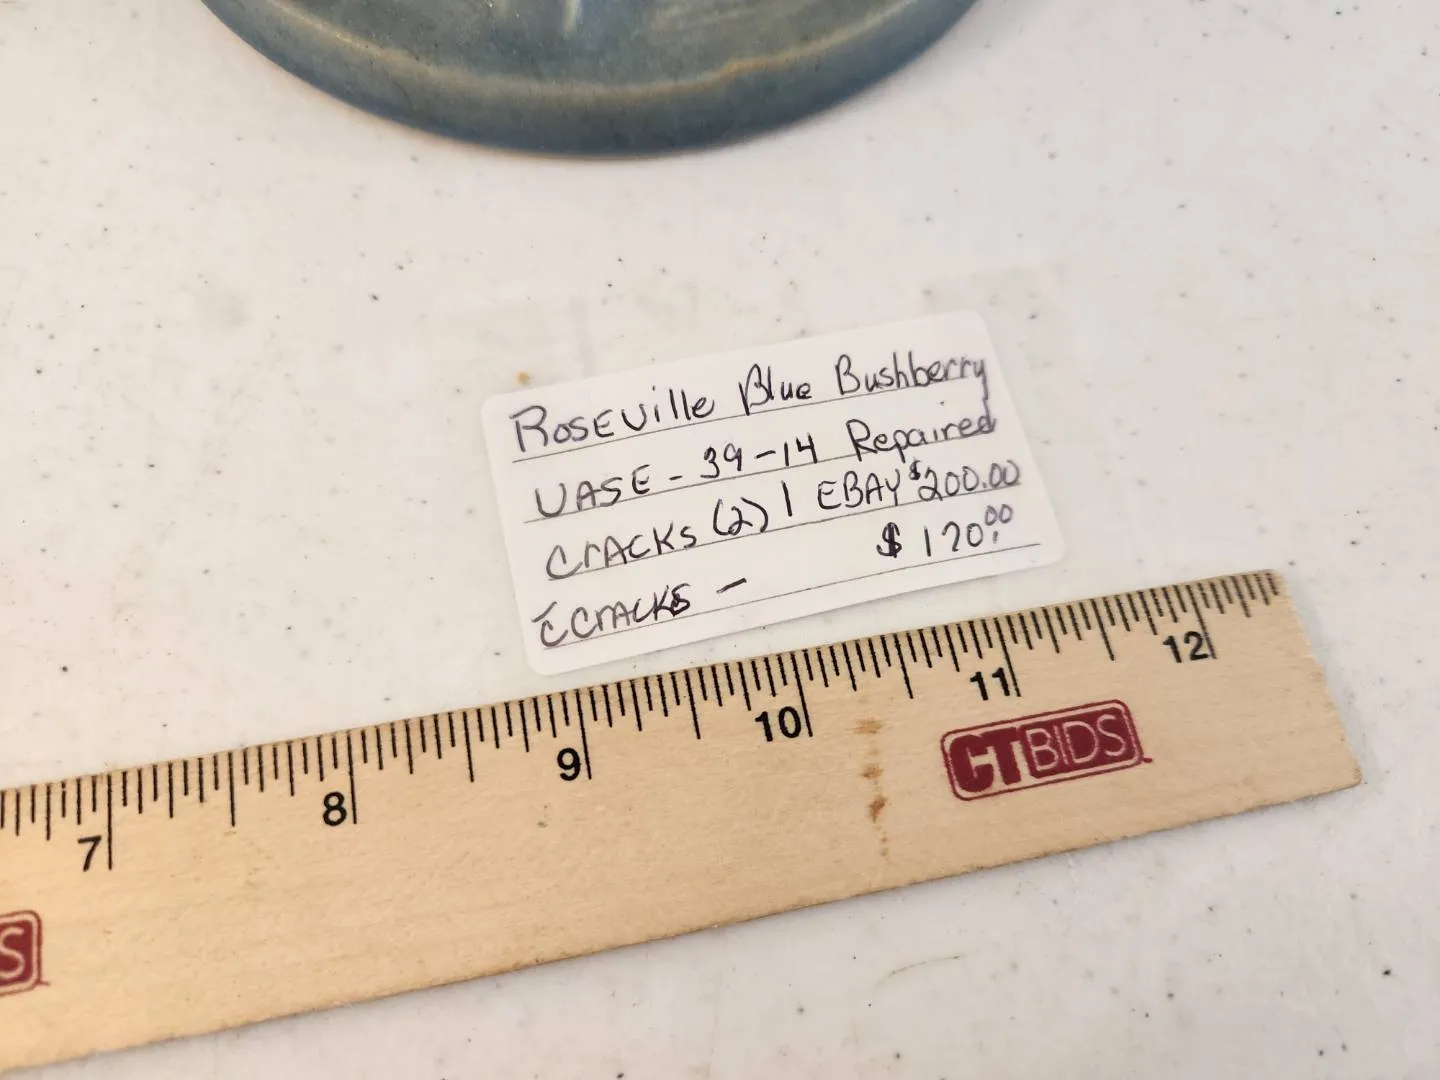 Roseville Blue Bushberry
VASE - 39-14 Repaired
Cracks (2) | EBAY $200.00
$120.00
c̄ Cracks -
7 8 9 10 11 12
CTBIDS
S